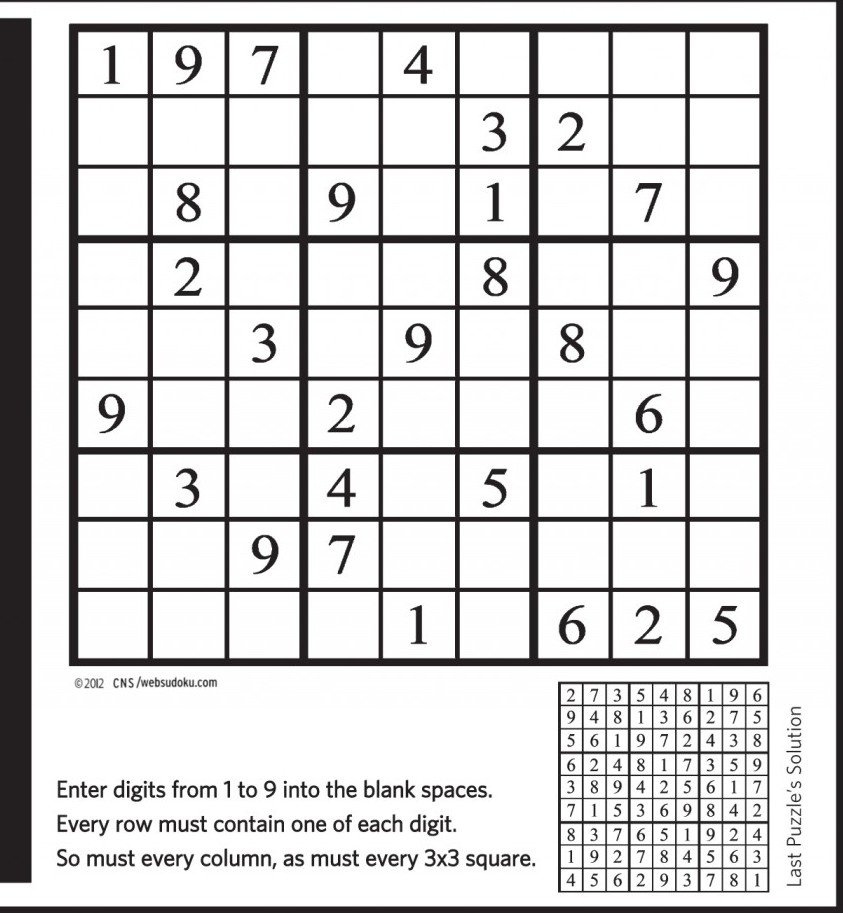 1 9 7 4
3 2
8 9 1 7
2 8 9
3 9 8
9 2 6
3 4 5 1
9 7
1 6 2 5
©2012 CNS/websudoku.com
Enter digits from 1 to 9 into the blank spaces.
Every row must contain one of each digit.
So must every column, as must every 3x3 square.
2 7 3 5 4 8 1 9 6
9 4 8 1 3 6 2 7 5
5 6 1 9 7 2 4 3 8
6 2 4 8 1 7 3 5 9
3 8 9 4 2 5 6 1 7
7 1 5 3 6 9 8 4 2
8 3 7 6 5 1 9 2 4
1 9 2 7 8 4 5 6 3
4 5 6 2 9 3 7 8 1
Last Puzzle's Solution